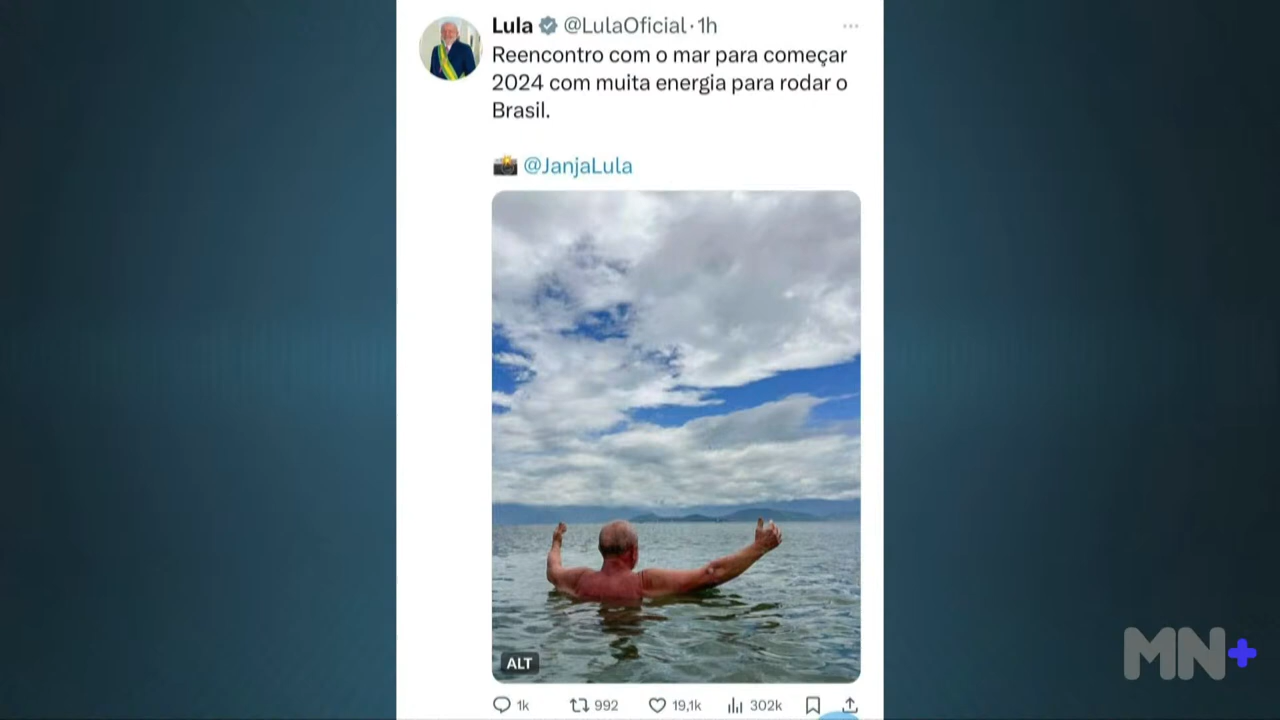 Lula @LulaOficial · 1h
Reencontro com o mar para começar
2024 com muita energia para rodar o
Brasil.
@JanjaLula
ALT
1k 992 19,1k 302k
MN+